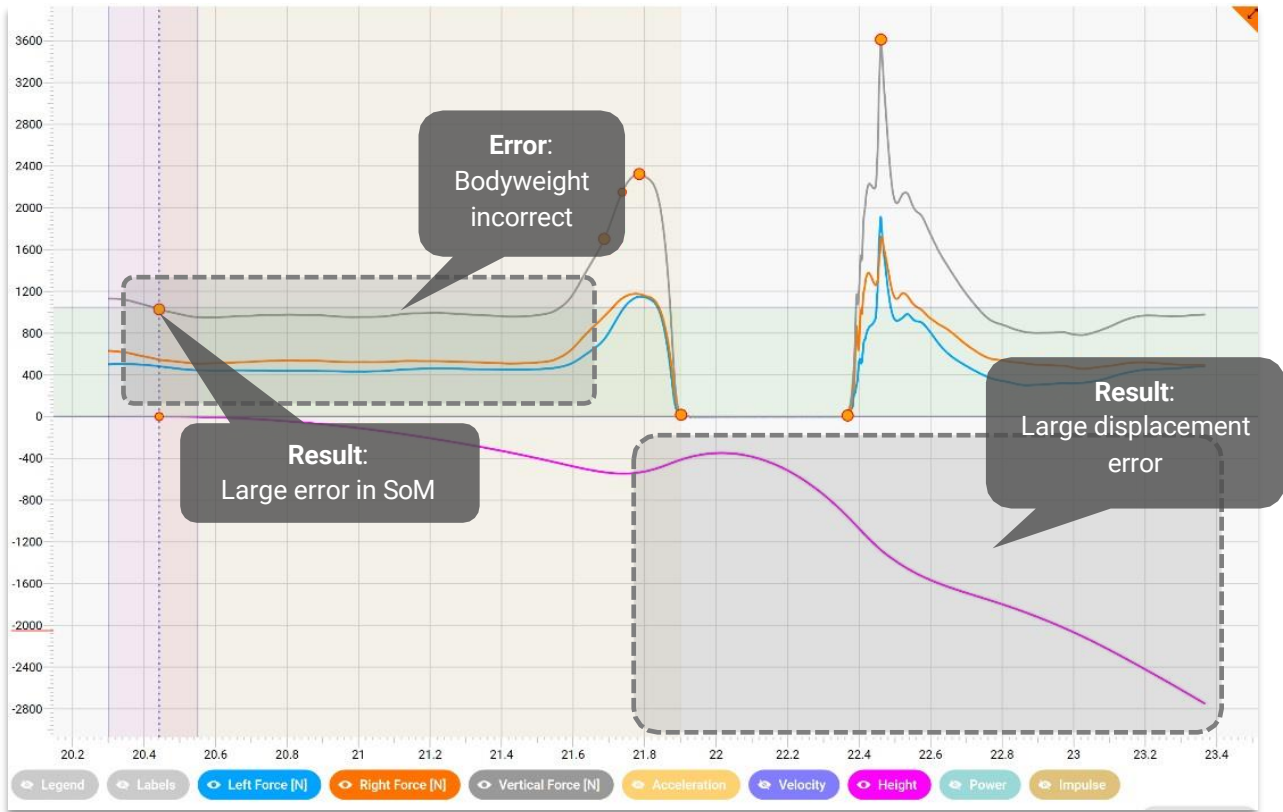 3600
3200
2800
2400
2000
1600
1200
800
400
0
-400
-800
-1200
-1600
-2000
-2400
-2800
Error:
Bodyweight
incorrect
Result:
Large error in SoM
Result:
Large displacement
error
20.2 20.4 20.6 20.8 21 21.2 21.4 21.6 21.8 22 22.2 22.4 22.6 22.8 23 23.2 23.4
Legend Labels Left Force [N] Right Force [N] Vertical Force [N] Acceleration Velocity Height Power Impulse